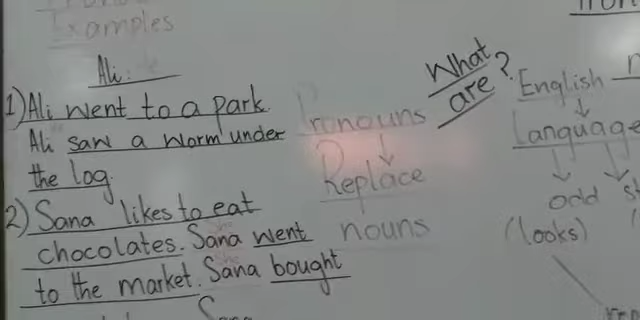 Examples
Ali:
1) Ali went to a park.
Ali saw a worm under
the log.
2) Sana likes to eat
chocolates. Sana went
to the market. Sana bought
Sana
Pronouns
Replace
nouns
What
are?
English
Language
odd
(looks)